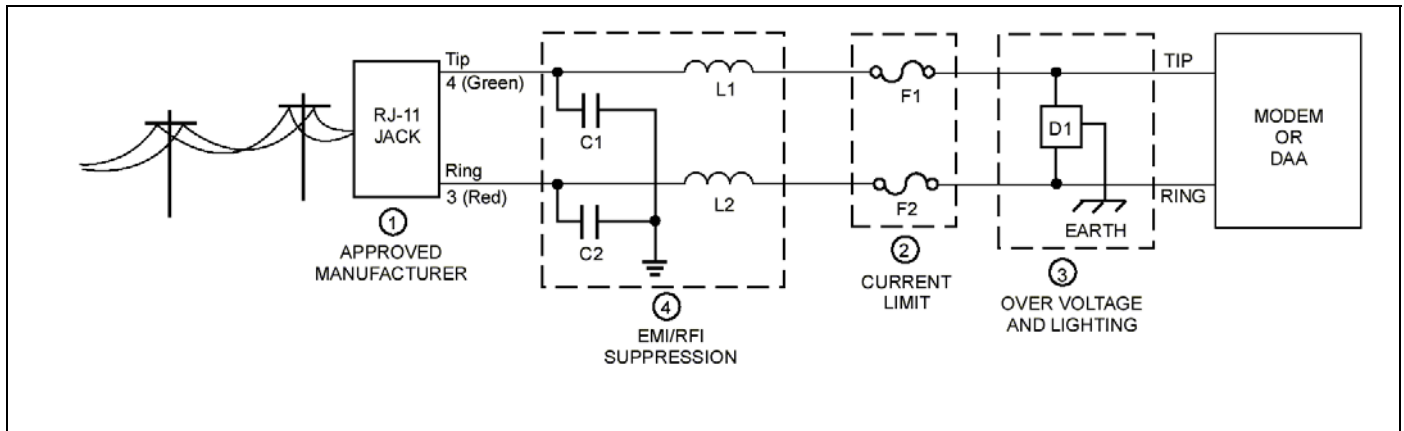 RJ-11
JACK
Tip
4 (Green)
Ring
3 (Red)
1
APPROVED
MANUFACTURER
C1
C2
L1
L2
4
EMI/RFI
SUPPRESSION
F1
F2
2
CURRENT
LIMIT
D1
EARTH
3
OVER VOLTAGE
AND LIGHTING
TIP
RING
MODEM
OR
DAA